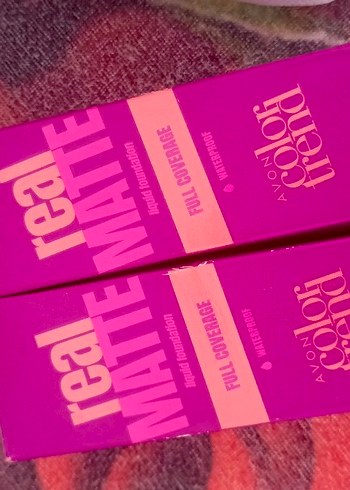 real
MATTE
liquid foundation
FULL COVERAGE
WATERPROOF
AVON
color
trend
real
MATTE
liquid foundation
FULL COVERAGE
WATERPROOF
AVON
color
trend